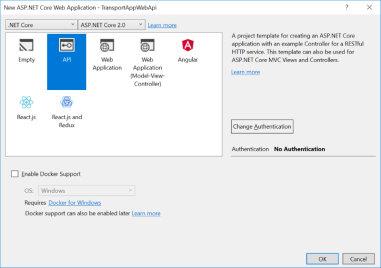 New ASP.NET Core Web Application - TransportAppWebApi
? ×
.NET Core ASP.NET Core 2.0 Learn more
Empty
API
Web Application
Web Application (Model-View-Controller)
Angular
React.js
React.js and Redux
A project template for creating an ASP.NET Core
application with an example Controller for a RESTful
HTTP service. This template can also be used for
ASP.NET Core MVC Views and Controllers.
Learn more
Change Authentication
Authentication No Authentication
Enable Docker Support
OS: Windows
Requires Docker for Windows
Docker support can also be enabled later Learn more
OK Cancel